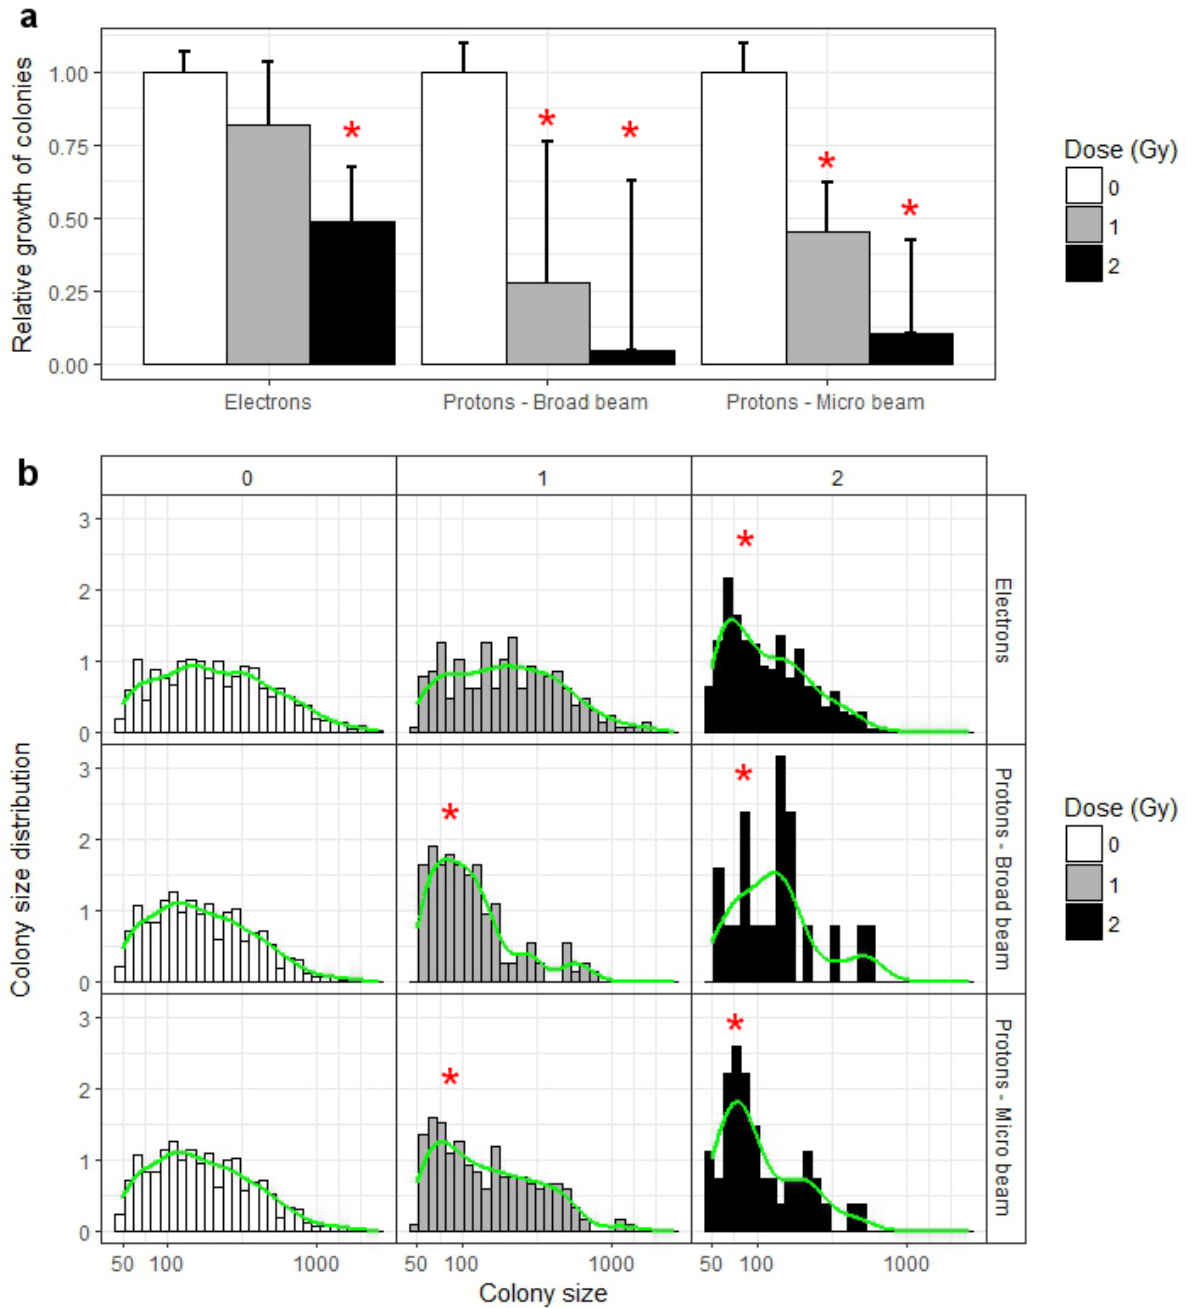 a
Relative growth of colonies
1.00
0.75
0.50
0.25
0.00
*
*
*
*
*
Electrons
Protons - Broad beam
Protons - Micro beam
Dose (Gy)
0
1
2
b
0
1
2
Colony size distribution
3
2
1
0
*
Electrons
3
2
1
0
*
*
Protons - Broad beam
3
2
1
0
*
*
Protons - Micro beam
50 100 1000
50 100 1000
50 100 1000
Colony size
Dose (Gy)
0
1
2